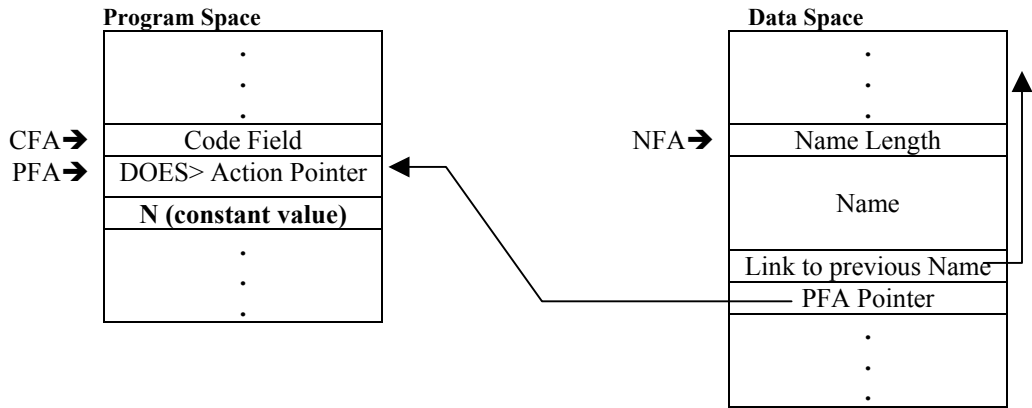 Program Space
.
.
.
CFA➔ Code Field
PFA➔ DOES> Action Pointer
N (constant value)
.
.
.
Data Space
.
.
.
NFA➔ Name Length
Name
Link to previous Name
PFA Pointer
.
.
.